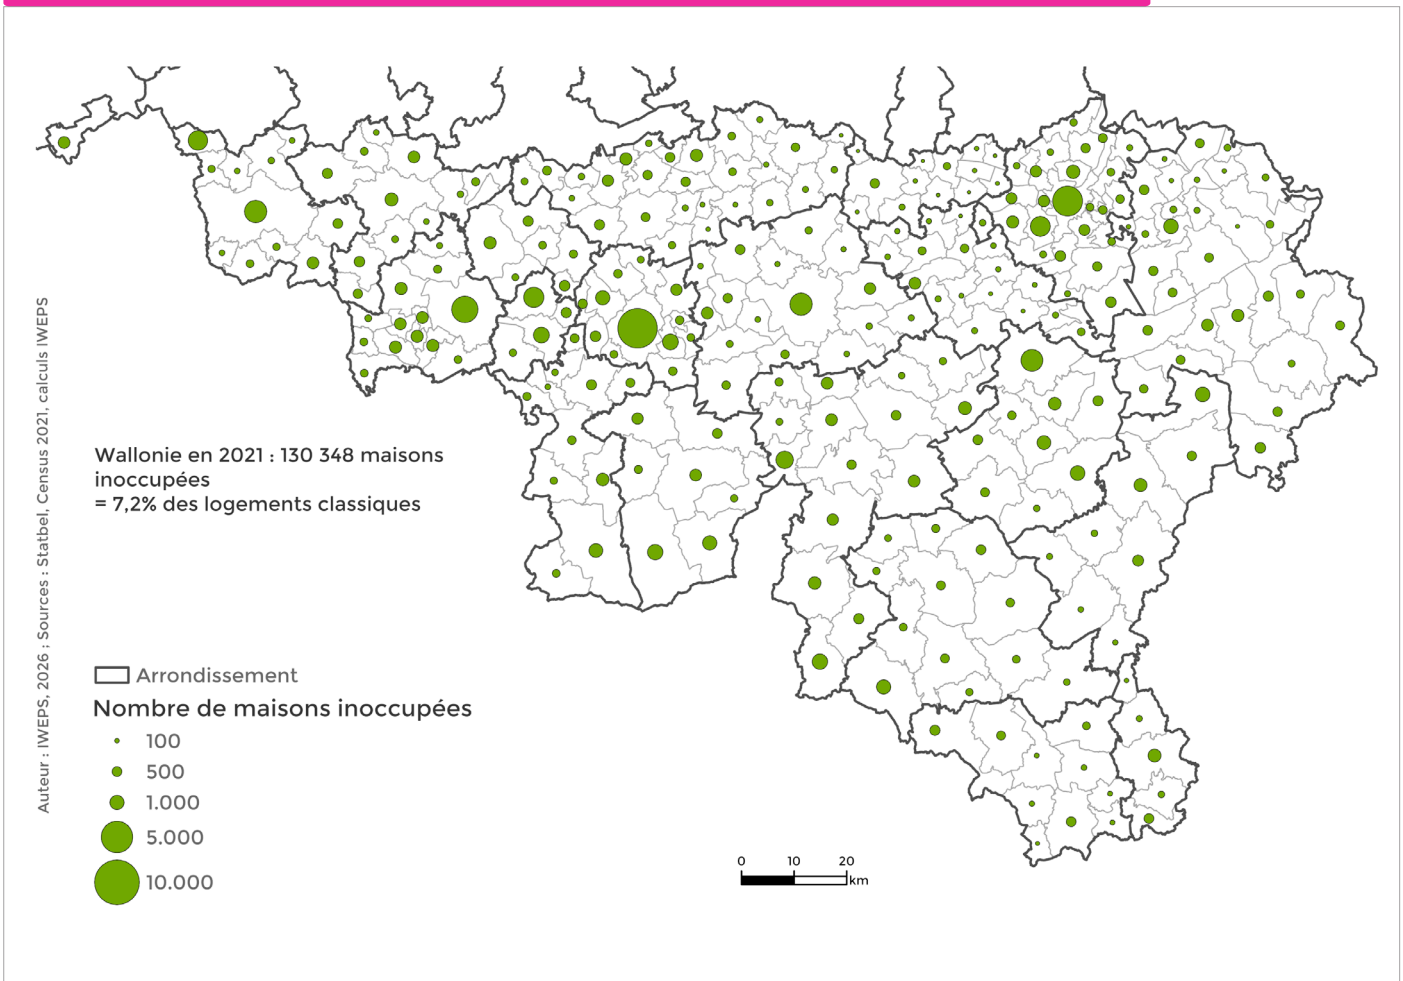 Auteur : IWEPS, 2026 ; Sources : Statbel, Census 2021, calculs IWEPS
Wallonie en 2021 : 130 348 maisons
inoccupées
= 7,2% des logements classiques
Arrondissement
Nombre de maisons inoccupées
100
500
1.000
5.000
10.000
0 10 20
km